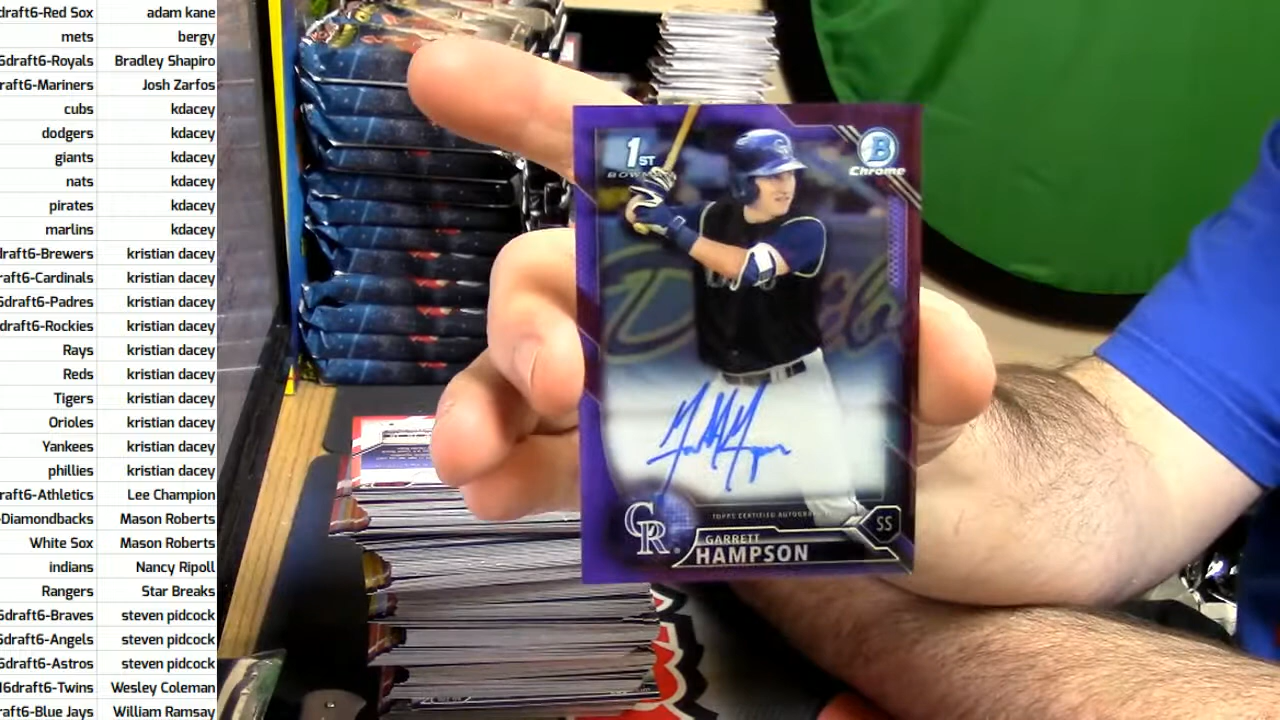 draft6-Red Sox adam kane
mets bergy
6draft6-Royals Bradley Shapiro
raft6-Mariners Josh Zarfos
cubs kdacey
dodgers kdacey
giants kdacey
nats kdacey
pirates kdacey
marlins kdacey
draft6-Brewers kristian dacey
raft6-Cardinals kristian dacey
6draft6-Padres kristian dacey
draft6-Rockies kristian dacey
Rays kristian dacey
Reds kristian dacey
Tigers kristian dacey
Orioles kristian dacey
Yankees kristian dacey
phillies kristian dacey
raft6-Athletics Lee Champion
-Diamondbacks Mason Roberts
White Sox Mason Roberts
indians Nancy Ripoll
Rangers Star Breaks
6draft6-Braves steven pidcock
6draft6-Angels steven pidcock
6draft6-Astros steven pidcock
16draft6-Twins Wesley Coleman
raft6-Blue Jays William Ramsay
1ST
BOWMAN
B
Chrome
CR
TOPPS CERTIFIED AUTOGRAPH
SS
CR
GARRETT
HAMPSON